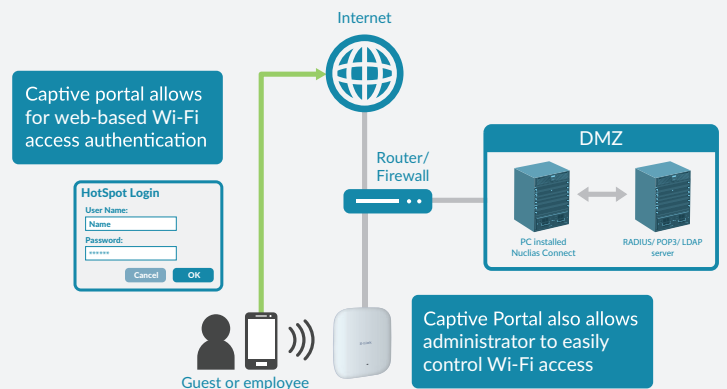 Internet
Captive portal allows
for web-based Wi-Fi
access authentication
HotSpot Login
User Name:
Name
Password:
******
Cancel
OK
Router/
Firewall
DMZ
PC installed
Nuclias Connect
RADIUS/ POP3/ LDAP
server
Captive Portal also allows
administrator to easily
control Wi-Fi access
Guest or employee